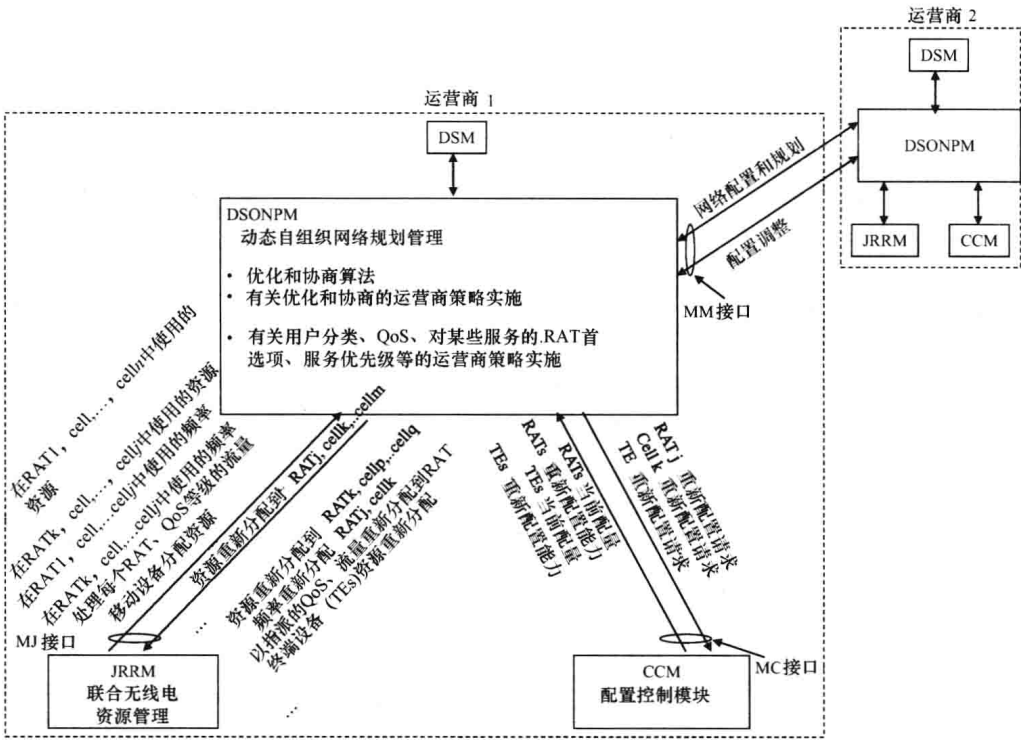 运营商 2
DSM
DSONPM
JRRM
CCM
运营商 1
DSM
DSONPM
动态自组织网络规划管理
• 优化和协商算法
• 有关优化和协商的运营商策略实施
• 有关用户分类、QoS、对某些服务的.RAT首
选项、服务优先级等的运营商策略实施
网络配置和规划
配置调整
MM接口
在RAT1，cell,…，celln中使用的
资源
在RATk，cell,…，cellj中使用的资源
在RAT1，cell,…cellj中使用的频率
在RATk，cell,…cellj中使用的频率
处理每个RAT、QoS等级的流量
移动设备分配资源
资源重新分配到 RATj, cellk,..cellm
…
资源重新分配到 RATk, cellp,..cellq
频率重新分配 RATj, cellk
以指派的QoS、流量重新分配到RAT
终端设备 (TEs)资源重新分配
…
RATs 当前配量
RATs 重新配置能力
TEs 当前配量
TEs 重新配置能力
RATj 重新配置请求
Cell k 重新配置请求
TE 重新配置请求
MJ接口
JRRM
联合无线电
资源管理
CCM
配置控制模块
MC接口